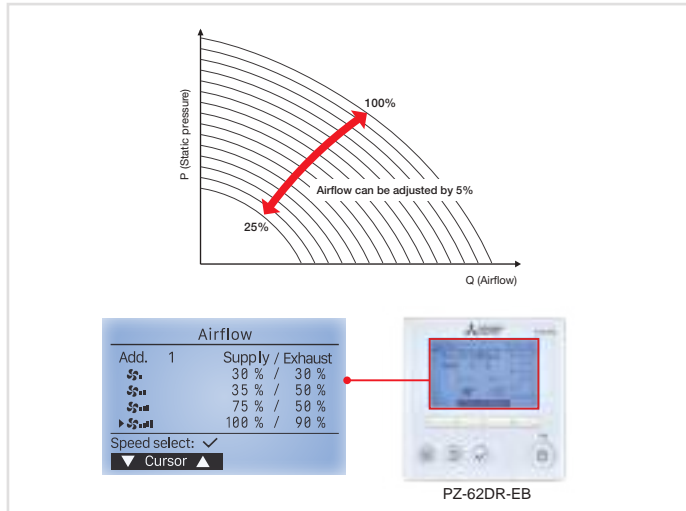 P (Static pressure)
100%
Airflow can be adjusted by 5%
25%
Q (Airflow)
Airflow
Add. 1 Supply / Exhaust
30 % / 30 %
35 % / 50 %
75 % / 50 %
100 % / 90 %
Speed select: ✓
▼ Cursor ▲
PZ-62DR-EB